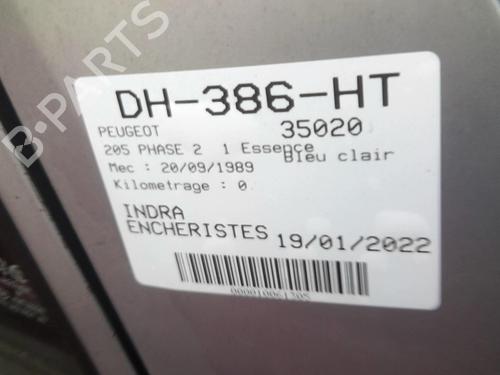 B-PARTS
DH-386-HT
PEUGEOT 35020
205 PHASE 2 1 Essence
Bleu clair
Mec : 20/09/1989
Kilometrage : 0
INDRA
ENCHERISTES 19/01/2022